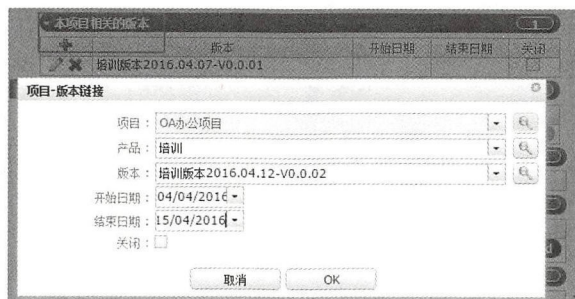 本项目相关的版本 1
版本 开始日期 结束日期 关闭
培训版本2016.04.07-V0.0.01
项目-版本链接
项目: OA办公项目
产品: 培训
版本: 培训版本2016.04.12-V0.0.02
开始日期: 04/04/2016
结束日期: 15/04/2016
关闭:
取消 OK